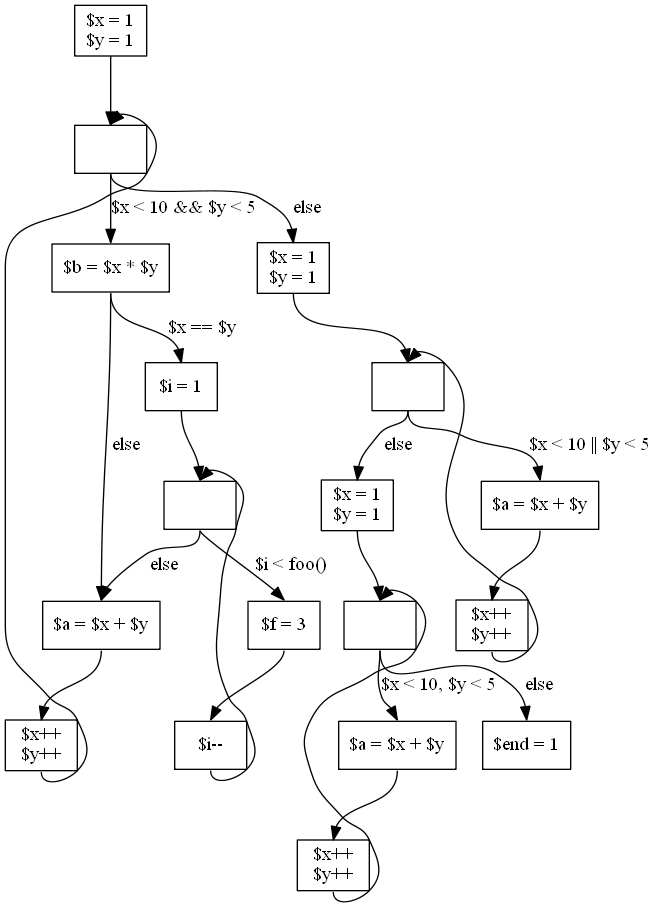 $x = 1
$y = 1
$x < 10 && $y < 5
else
$b = $x * $y
$x = 1
$y = 1
$x == $y
$i = 1
else
else
$x < 10 || $y < 5
$x = 1
$y = 1
$a = $x + $y
else
$i < foo()
$a = $x + $y
$f = 3
$x++
$y++
$x < 10, $y < 5
else
$x++
$y++
$i--
$a = $x + $y
$end = 1
$x++
$y++